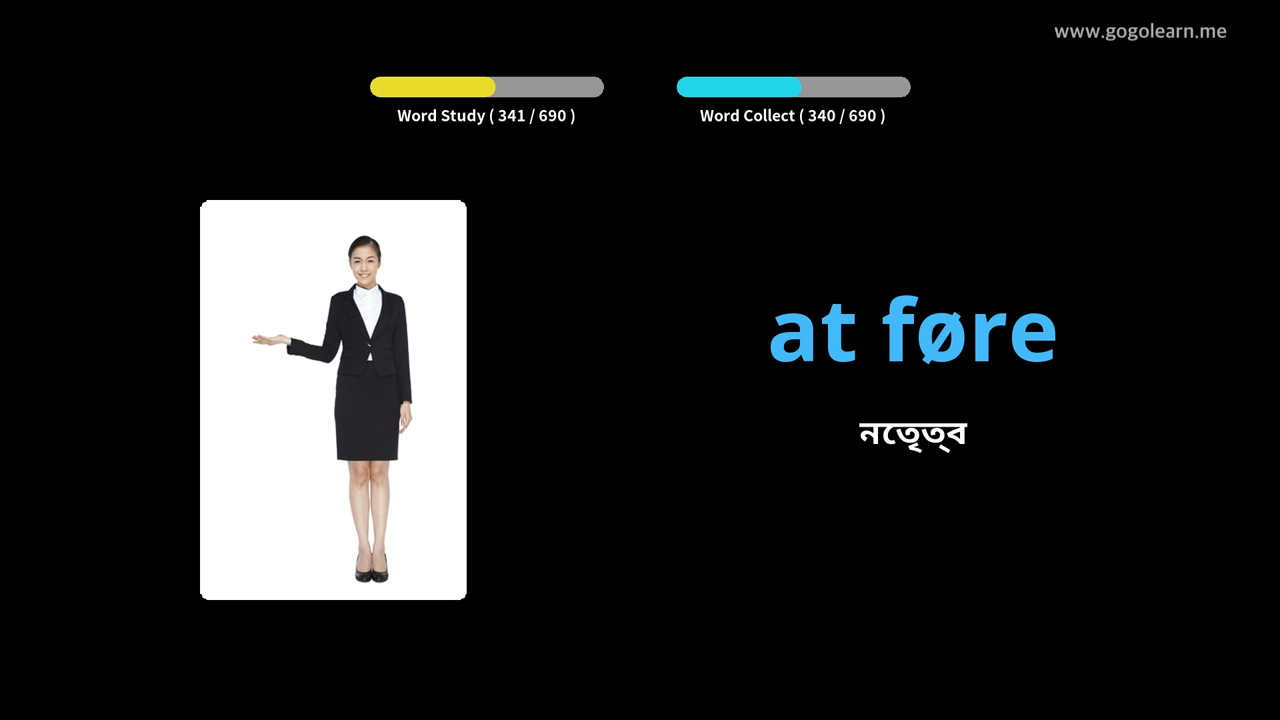 www.gogolearn.me
Word Study ( 341 / 690 )
Word Collect ( 340 / 690 )
at føre
নতেৃত্ব